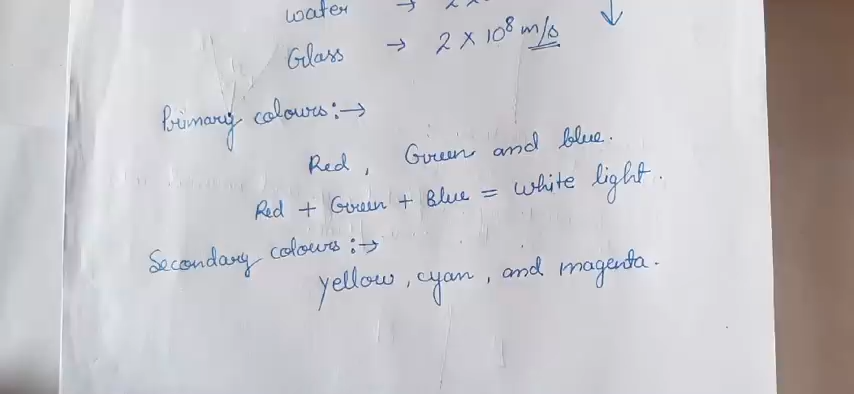 water →
Glass → 2 × 10⁸ m/s
Primary colours:→
Red, Green and blue.
Red + Green + Blue = white light.
Secondary colours:→
yellow, cyan, and magenta.